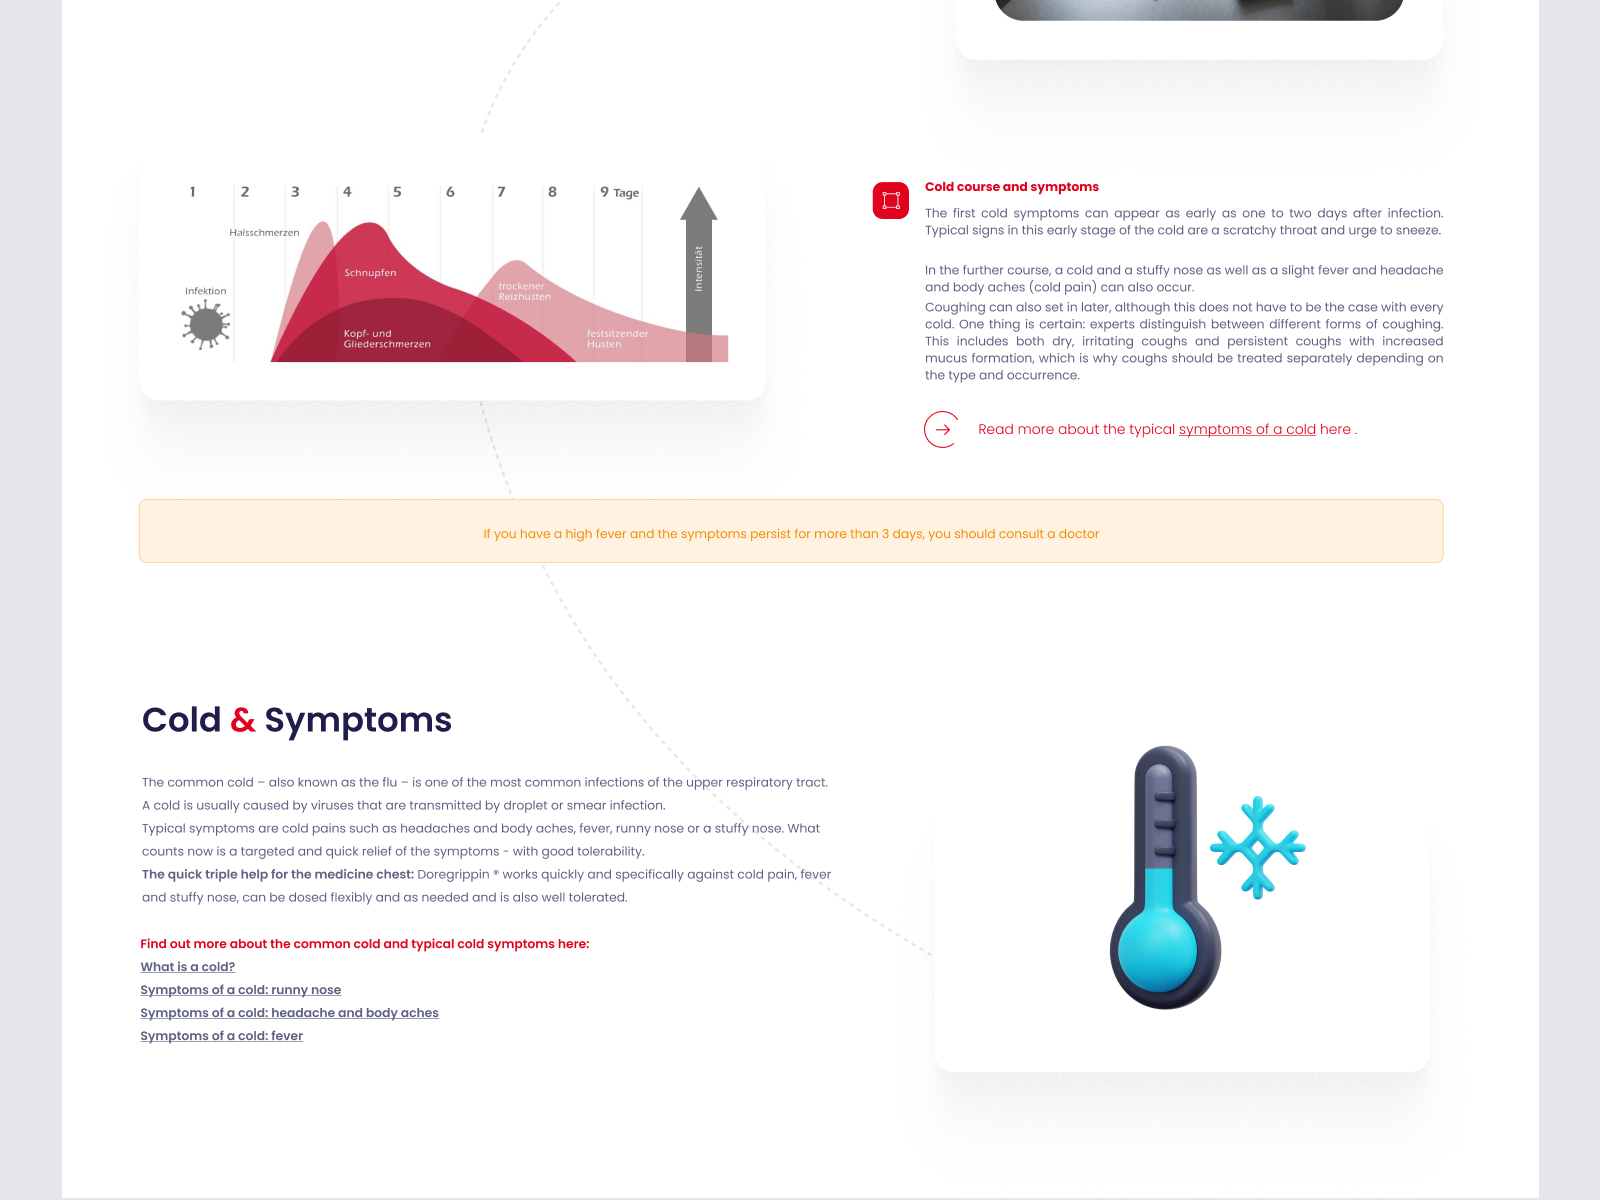 1 2 3 4 5 6 7 8 9 Tage
Halsschmerzen
Schnupfen
Infektion
trockener
Reizhusten
Kopf- und
Gliederschmerzen
festsitzender
Husten
Intensität
Cold course and symptoms
The first cold symptoms can appear as early as one to two days after infection.
Typical signs in this early stage of the cold are a scratchy throat and urge to sneeze.
In the further course, a cold and a stuffy nose as well as a slight fever and headache
and body aches (cold pain) can also occur.
Coughing can also set in later, although this does not have to be the case with every
cold. One thing is certain: experts distinguish between different forms of coughing.
This includes both dry, irritating coughs and persistent coughs with increased
mucus formation, which is why coughs should be treated separately depending on
the type and occurrence.
Read more about the typical symptoms of a cold here .
If you have a high fever and the symptoms persist for more than 3 days, you should consult a doctor
Cold & Symptoms
The common cold – also known as the flu – is one of the most common infections of the upper respiratory tract.
A cold is usually caused by viruses that are transmitted by droplet or smear infection.
Typical symptoms are cold pains such as headaches and body aches, fever, runny nose or a stuffy nose. What
counts now is a targeted and quick relief of the symptoms - with good tolerability.
The quick triple help for the medicine chest: Doregrippin ® works quickly and specifically against cold pain, fever
and stuffy nose, can be dosed flexibly and as needed and is also well tolerated.
Find out more about the common cold and typical cold symptoms here:
What is a cold?
Symptoms of a cold: runny nose
Symptoms of a cold: headache and body aches
Symptoms of a cold: fever